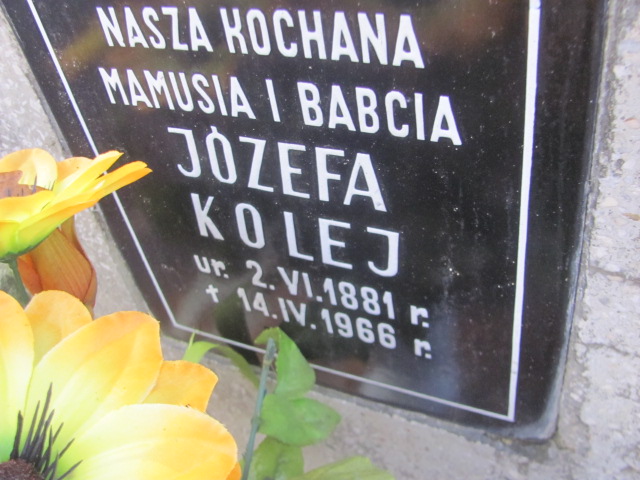 NASZA KOCHANA
MAMUSIA I BABCIA
JÓZEFA
KOLEJ
ur. 2.VI.1881 r.
+ 14.IV.1966 r.